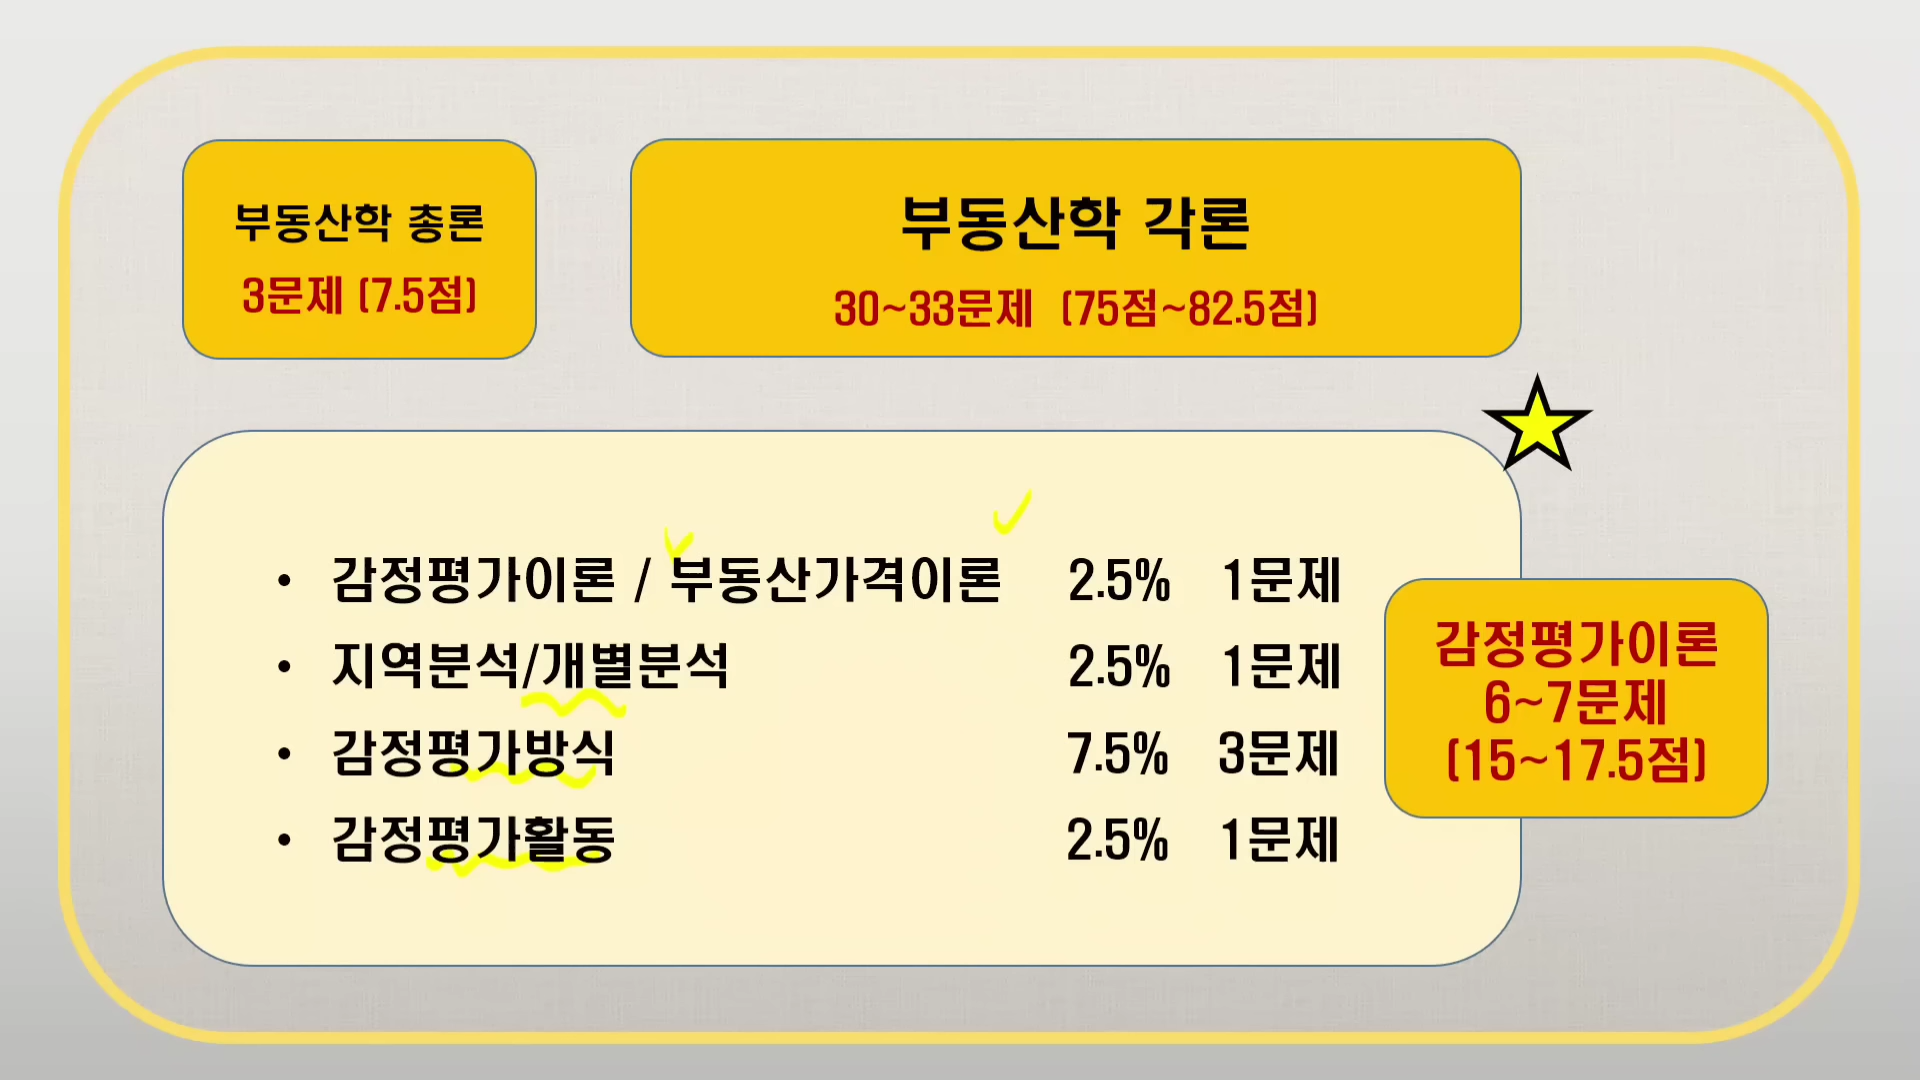 부동산학 총론
3문제 (7.5점)
부동산학 각론
30~33문제 (75점~82.5점)
• 감정평가이론 / 부동산가격이론 2.5% 1문제
• 지역분석/개별분석 2.5% 1문제
• 감정평가방식 7.5% 3문제
• 감정평가활동 2.5% 1문제
감정평가이론
6~7문제
(15~17.5점)